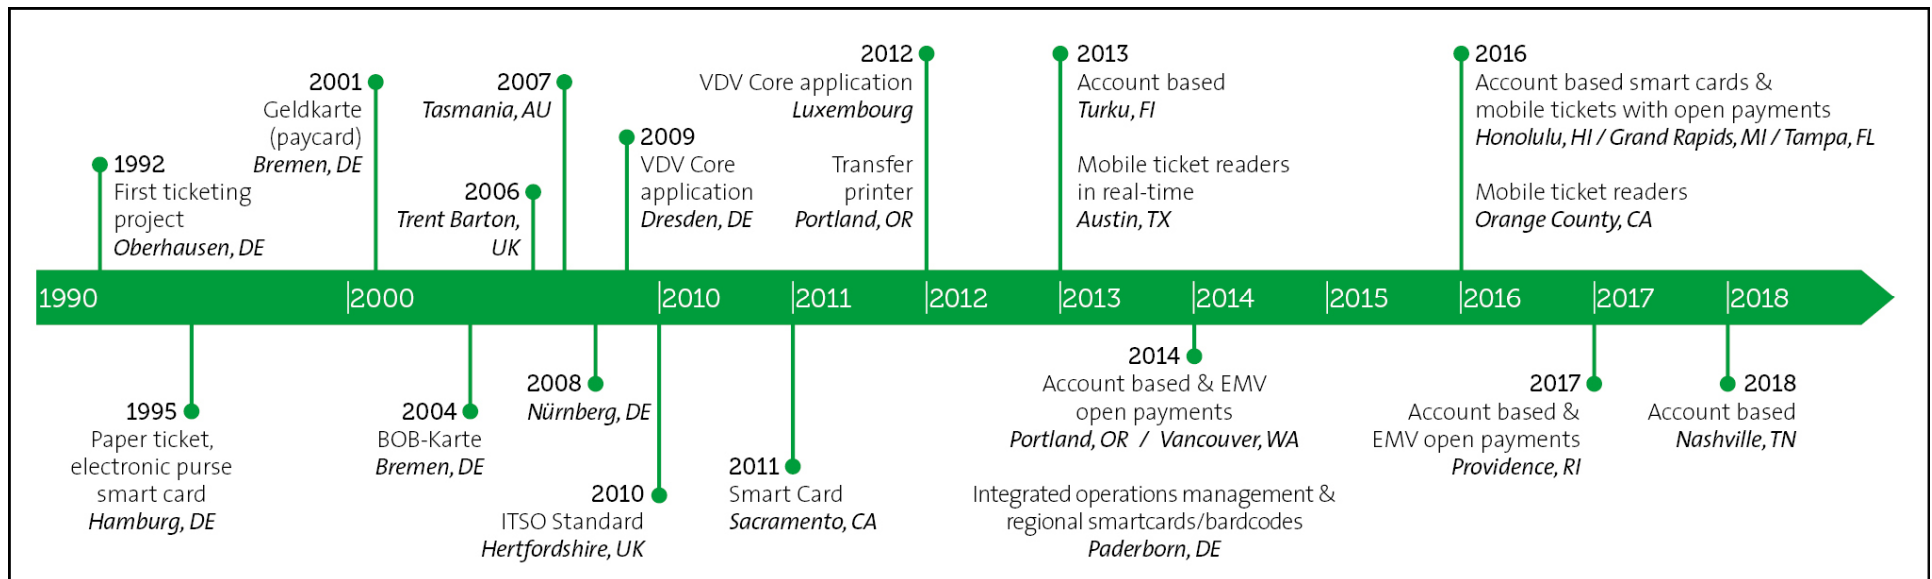 1992
First ticketing
project
Oberhausen, DE
2001
Geldkarte
(paycard)
Bremen, DE
2006
Trent Barton,
UK
2007
Tasmania, AU
2009
VDV Core
application
Dresden, DE
2012
VDV Core application
Luxembourg
Transfer
printer
Portland, OR
2013
Account based
Turku, FI
Mobile ticket readers
in real-time
Austin, TX
2016
Account based smart cards &
mobile tickets with open payments
Honolulu, HI / Grand Rapids, MI / Tampa, FL
Mobile ticket readers
Orange County, CA
1990 2000 2010 2011 2012 2013 2014 2015 2016 2017 2018
1995
Paper ticket,
electronic purse
smart card
Hamburg, DE
2004
BOB-Karte
Bremen, DE
2008
Nürnberg, DE
2010
ITSO Standard
Hertfordshire, UK
2011
Smart Card
Sacramento, CA
2014
Account based & EMV
open payments
Portland, OR / Vancouver, WA
Integrated operations management &
regional smartcards/bardcodes
Paderborn, DE
2017
Account based &
EMV open payments
Providence, RI
2018
Account based
Nashville, TN